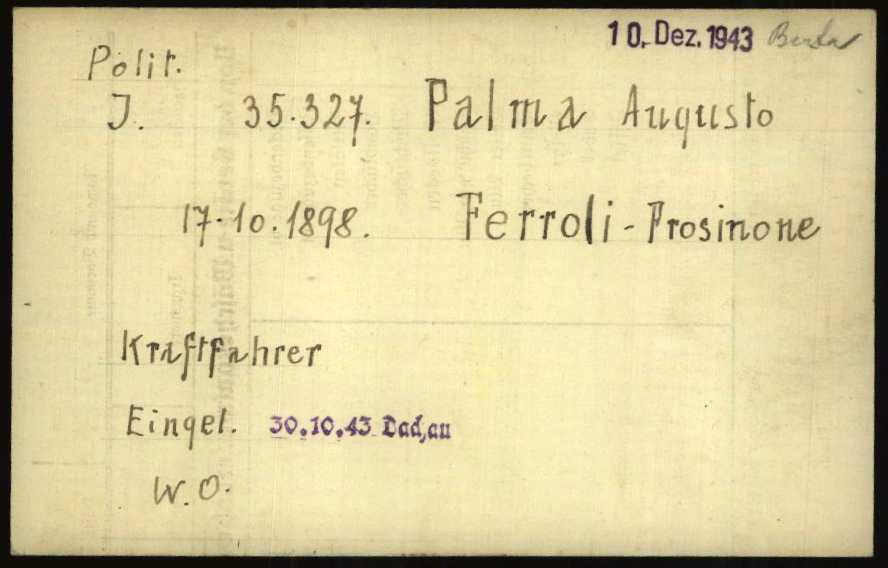 10. Dez. 1943
Polit.
J. 35.327. Palma Augusto
17.10.1898. Ferroli - Frosinone
Kraftfahrer
Eingel. 30.10.43 Dachau
W.O.